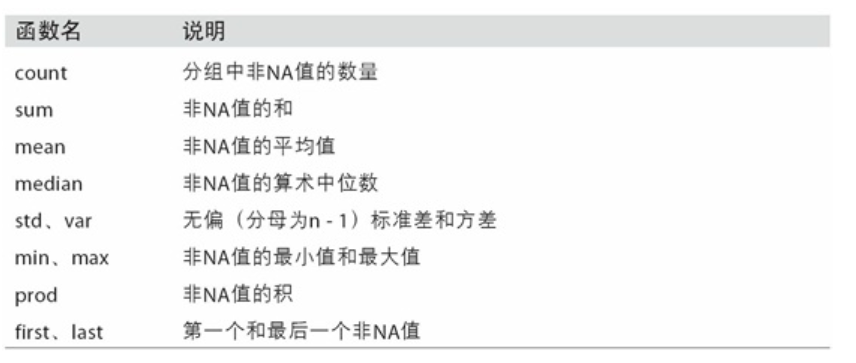 函数名 说明
count 分组中非NA值的数量
sum 非NA值的和
mean 非NA值的平均值
median 非NA值的算术中位数
std、var 无偏（分母为n - 1）标准差和方差
min、max 非NA值的最小值和最大值
prod 非NA值的积
first、last 第一个和最后一个非NA值